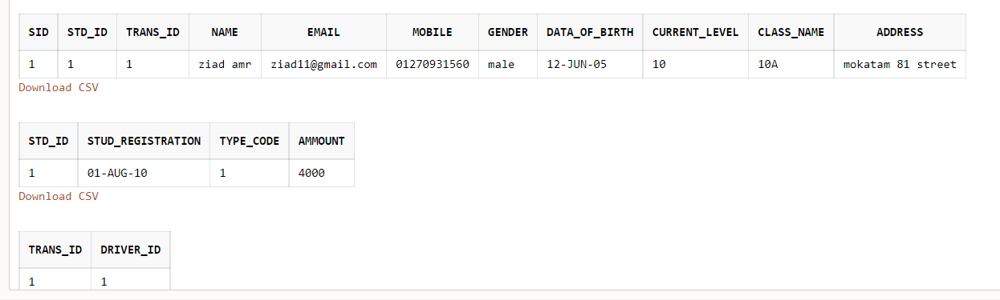 SID STD_ID TRANS_ID NAME EMAIL MOBILE GENDER DATA_OF_BIRTH CURRENT_LEVEL CLASS_NAME ADDRESS
1 1 1 ziad amr ziad11@gmail.com 01270931560 male 12-JUN-05 10 10A mokatam 81 street
Download CSV
STD_ID STUD_REGISTRATION TYPE_CODE AMMOUNT
1 01-AUG-10 1 4000
Download CSV
TRANS_ID DRIVER_ID
1 1